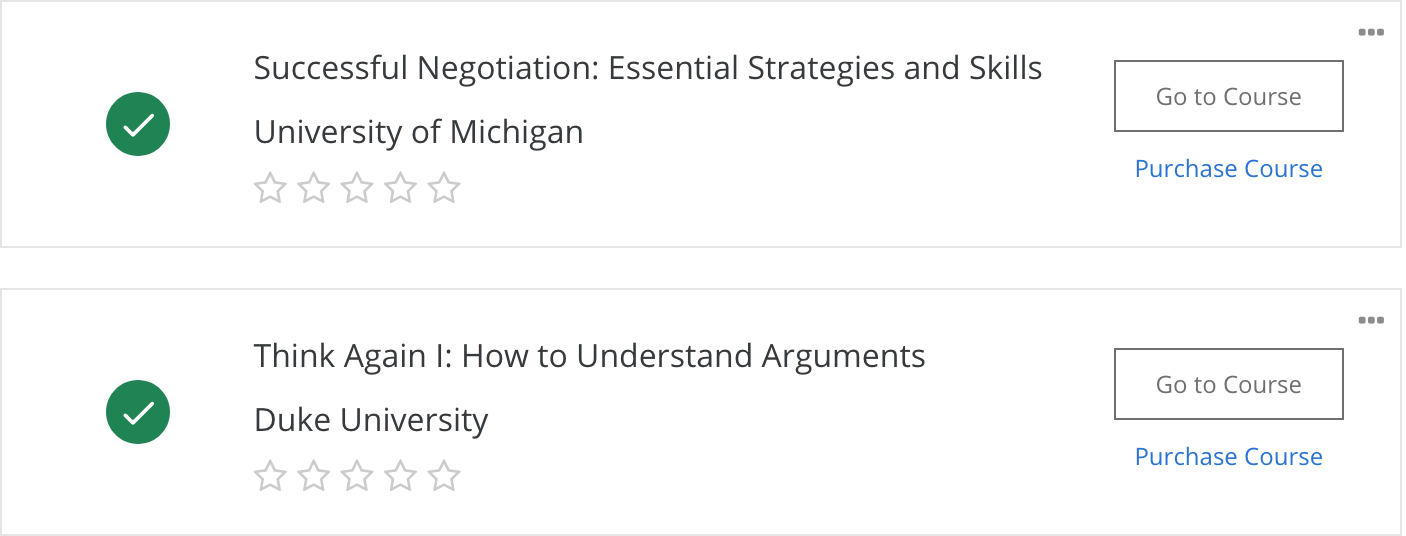 Successful Negotiation: Essential Strategies and Skills
University of Michigan
Go to Course
Purchase Course
Think Again I: How to Understand Arguments
Duke University
Go to Course
Purchase Course